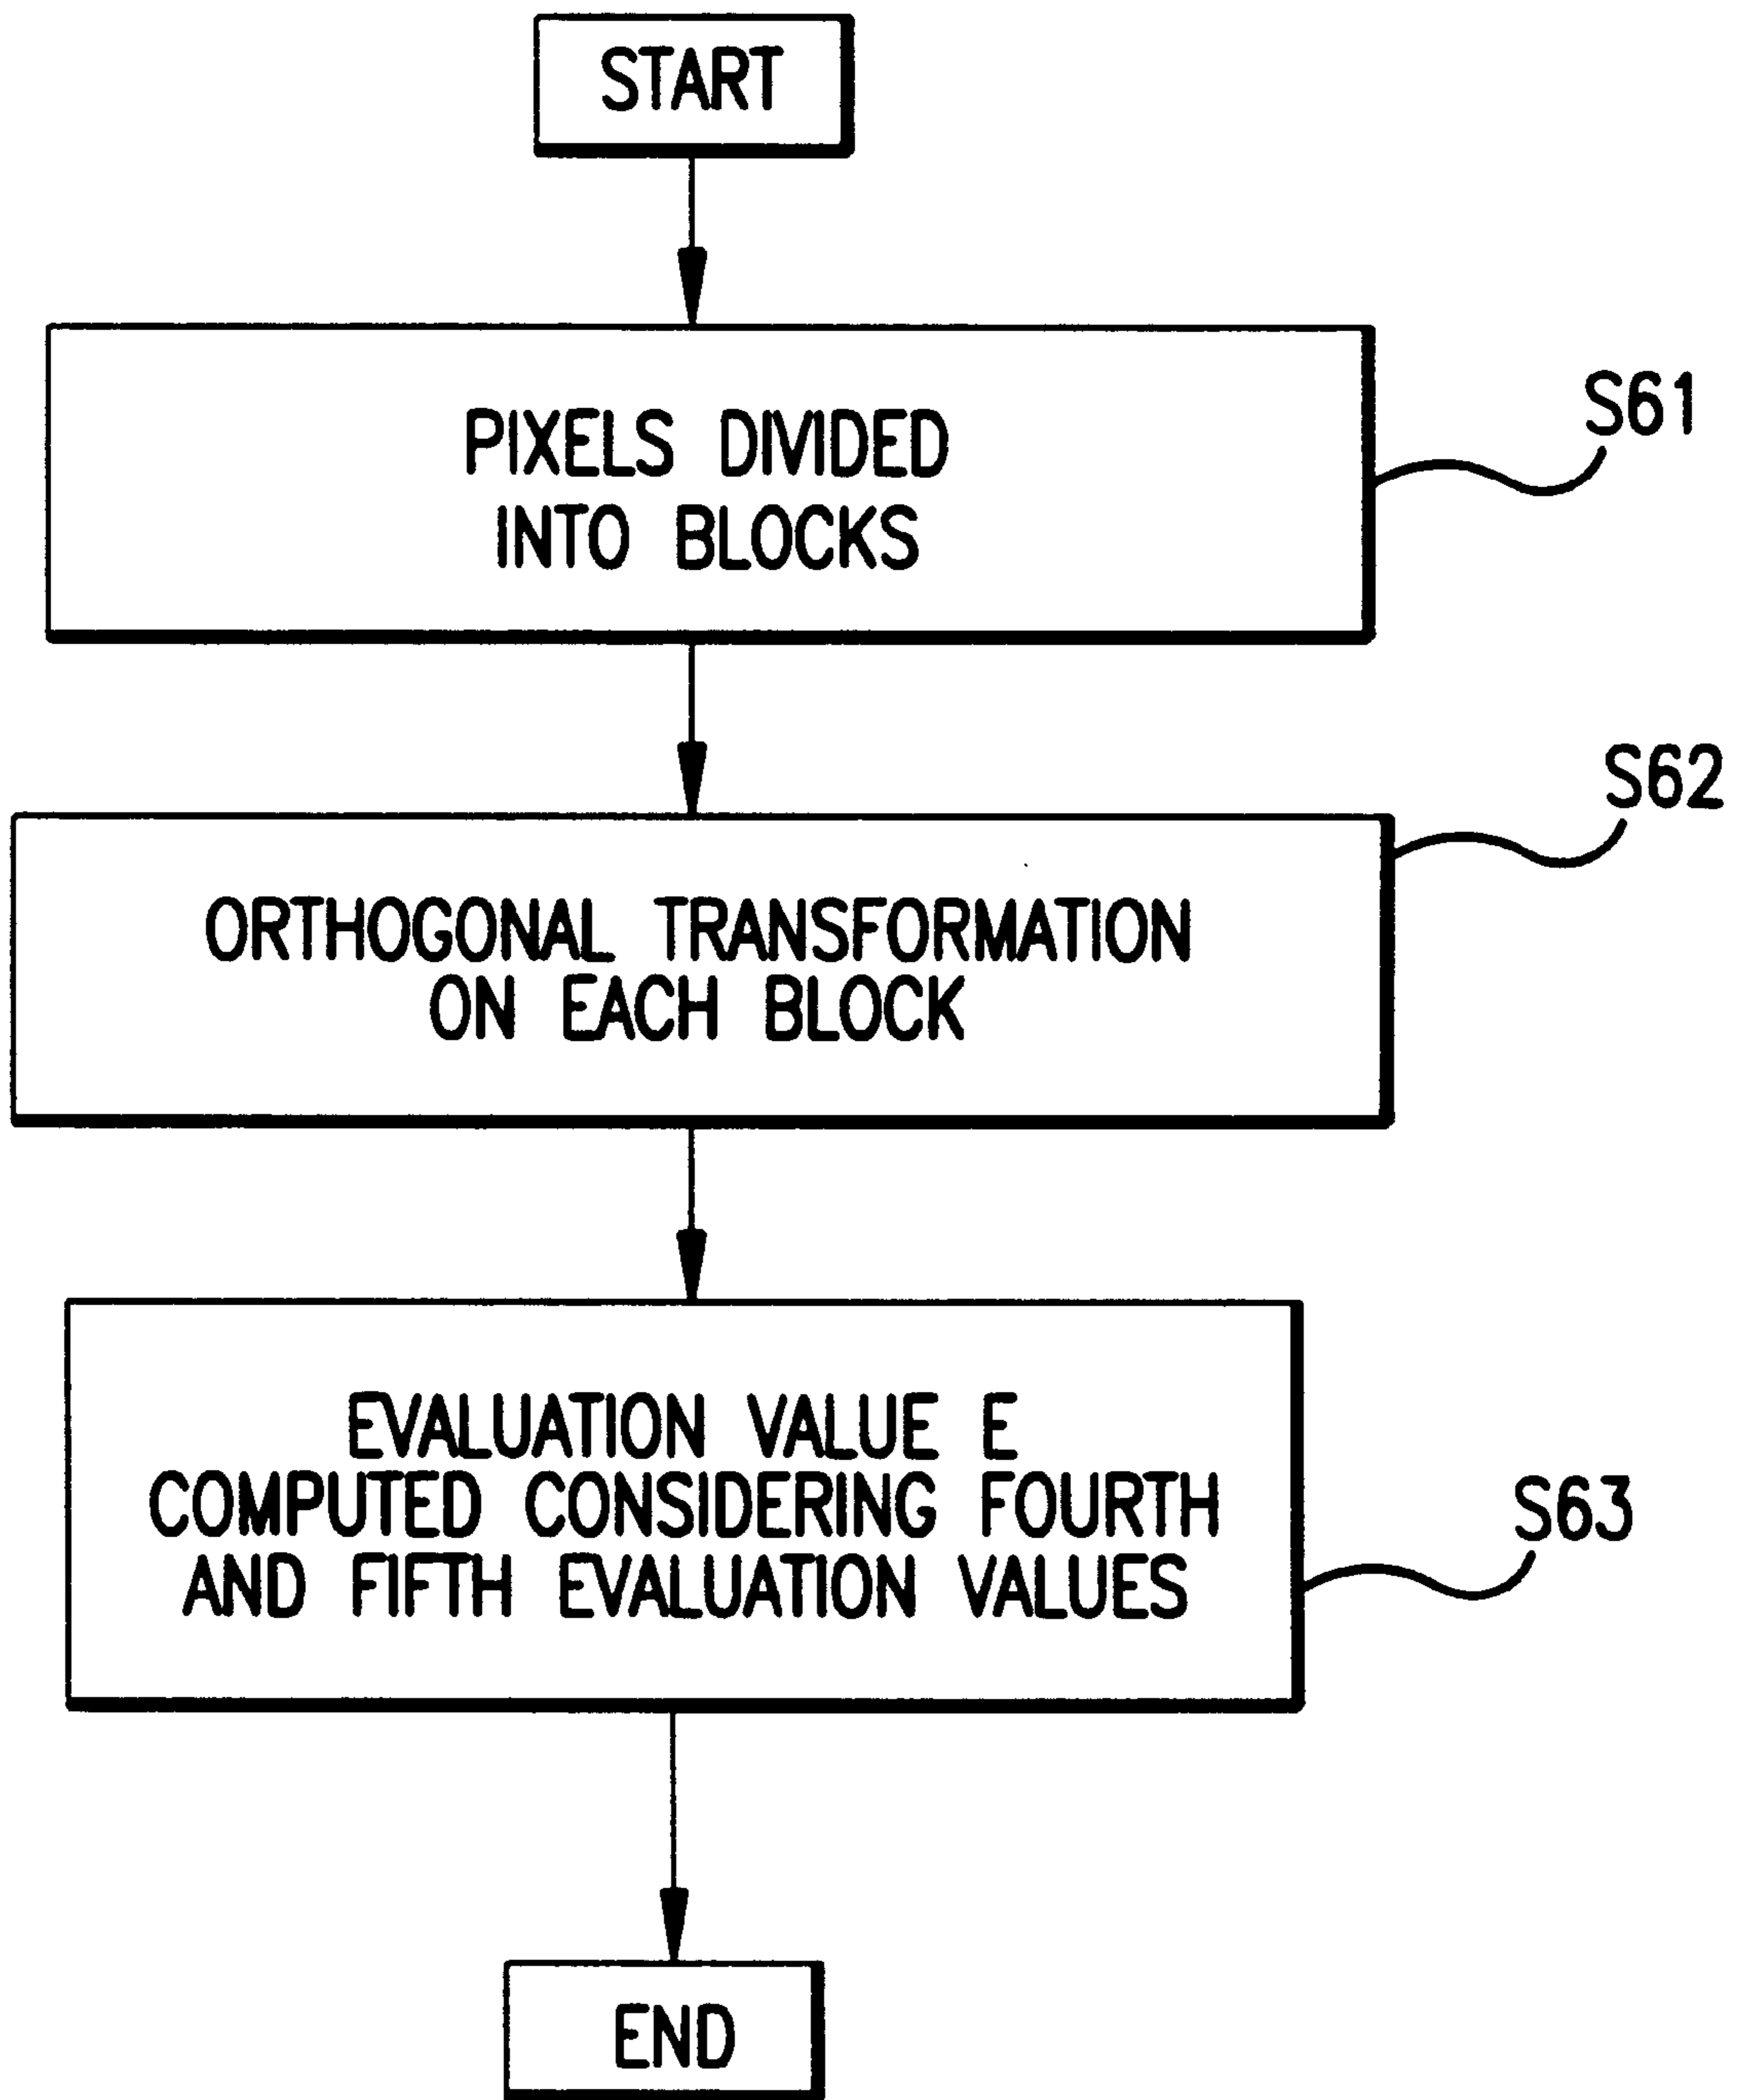 START
PIXELS DIVIDED
INTO BLOCKS
S61
ORTHOGONAL TRANSFORMATION
ON EACH BLOCK
S62
EVALUATION VALUE E
COMPUTED CONSIDERING FOURTH
AND FIFTH EVALUATION VALUES
S63
END